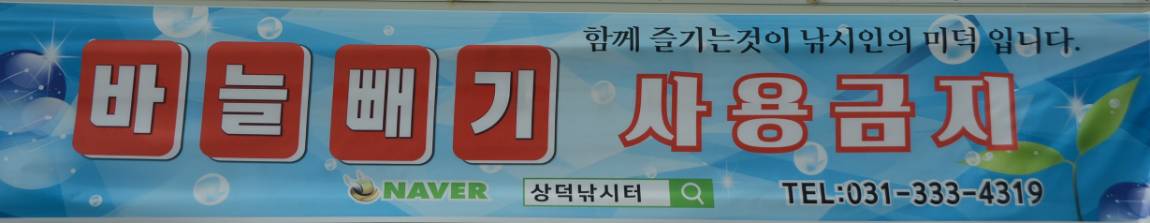 함께 즐기는것이 낚시인의 미덕 입니다.
바늘빼기 사용금지
NAVER 상덕낚시터 TEL:031-333-4319